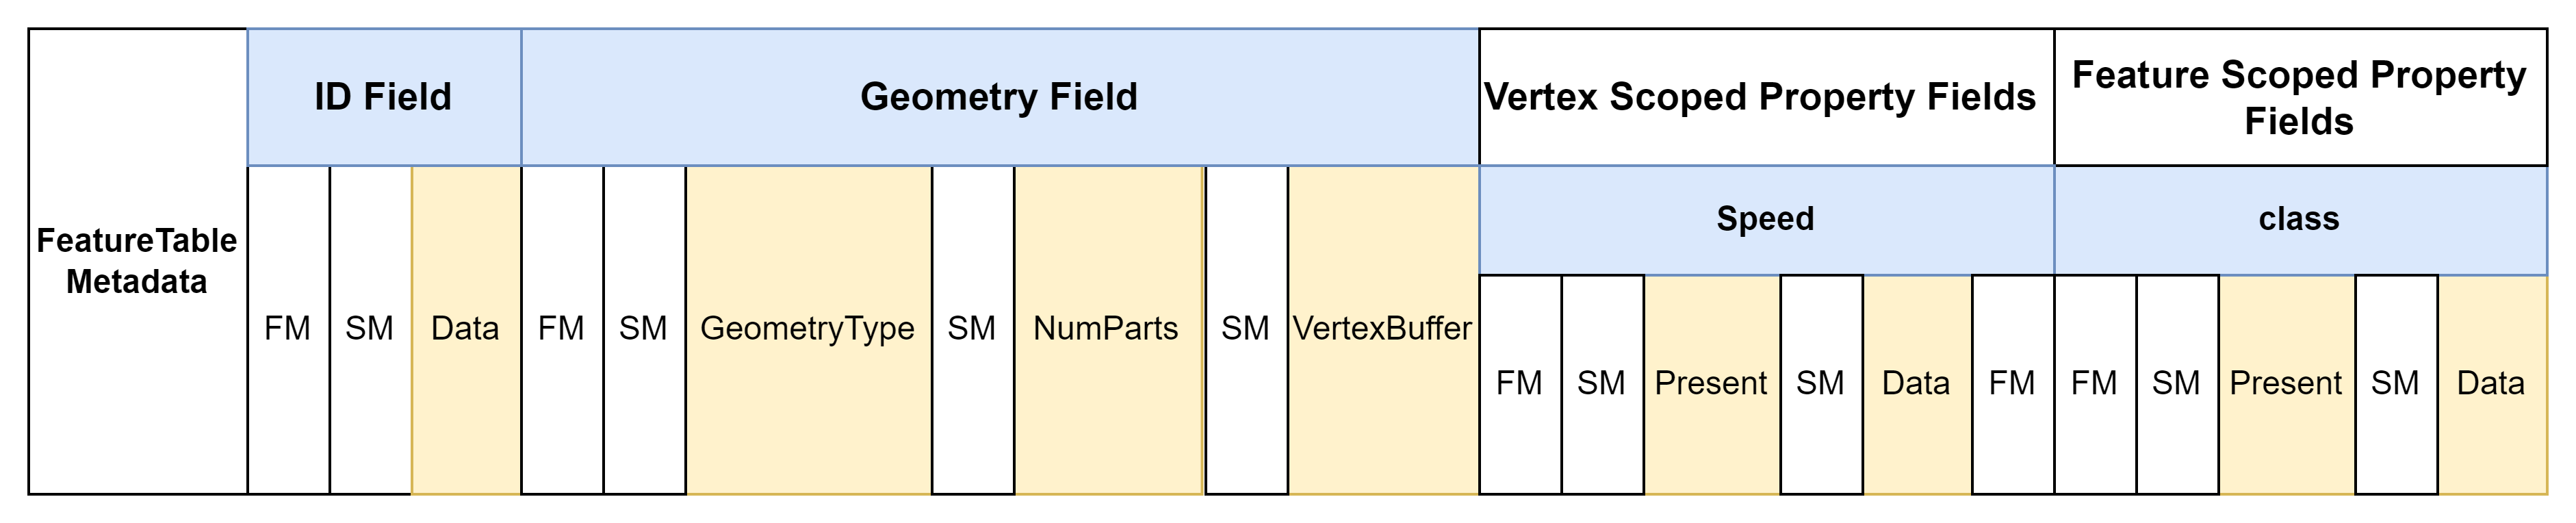 ID Field
Geometry Field
Vertex Scoped Property Fields
Feature Scoped Property
Fields
FeatureTable
Metadata
Speed
class
FM
SM
Data
FM
SM
GeometryType
SM
NumParts
SM
VertexBuffer
FM
SM
Present
SM
Data
FM
FM
SM
Present
SM
Data